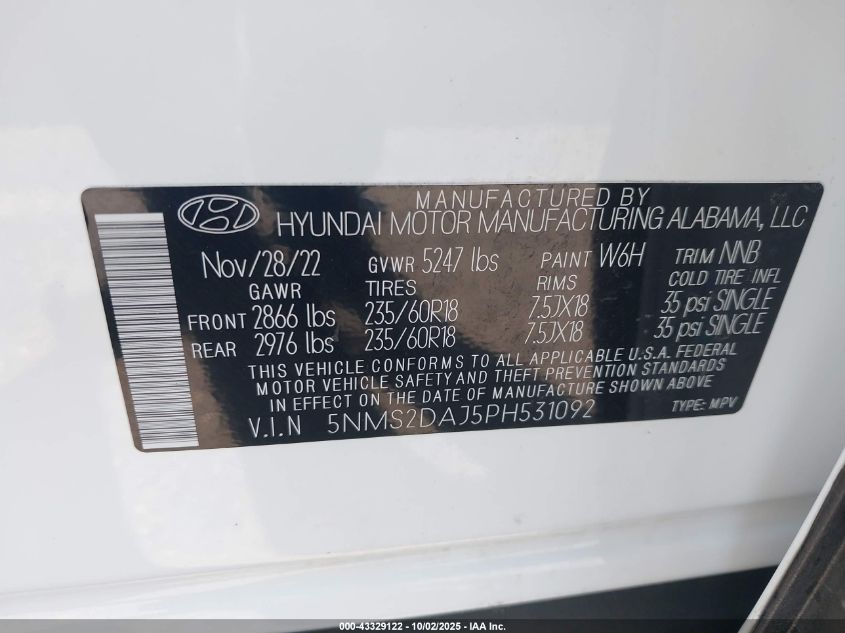 MANUFACTURED BY
HYUNDAI MOTOR MANUFACTURING ALABAMA, LLC
Nov/28/22 GVWR 5247 lbs PAINT W6H TRIM NNB
GAWR TIRES RIMS COLD TIRE INFL
FRONT 2866 lbs 235/60R18 7.5JX18 35 psi SINGLE
REAR 2976 lbs 235/60R18 7.5JX18 35 psi SINGLE
THIS VEHICLE CONFORMS TO ALL APPLICABLE U.S.A. FEDERAL
MOTOR VEHICLE SAFETY AND THEFT PREVENTION STANDARDS
IN EFFECT ON THE DATE OF MANUFACTURE SHOWN ABOVE
V.I.N 5NMS2DAJ5PH531092 TYPE: MPV
000-43329122 - 10/02/2025 - IAA Inc.